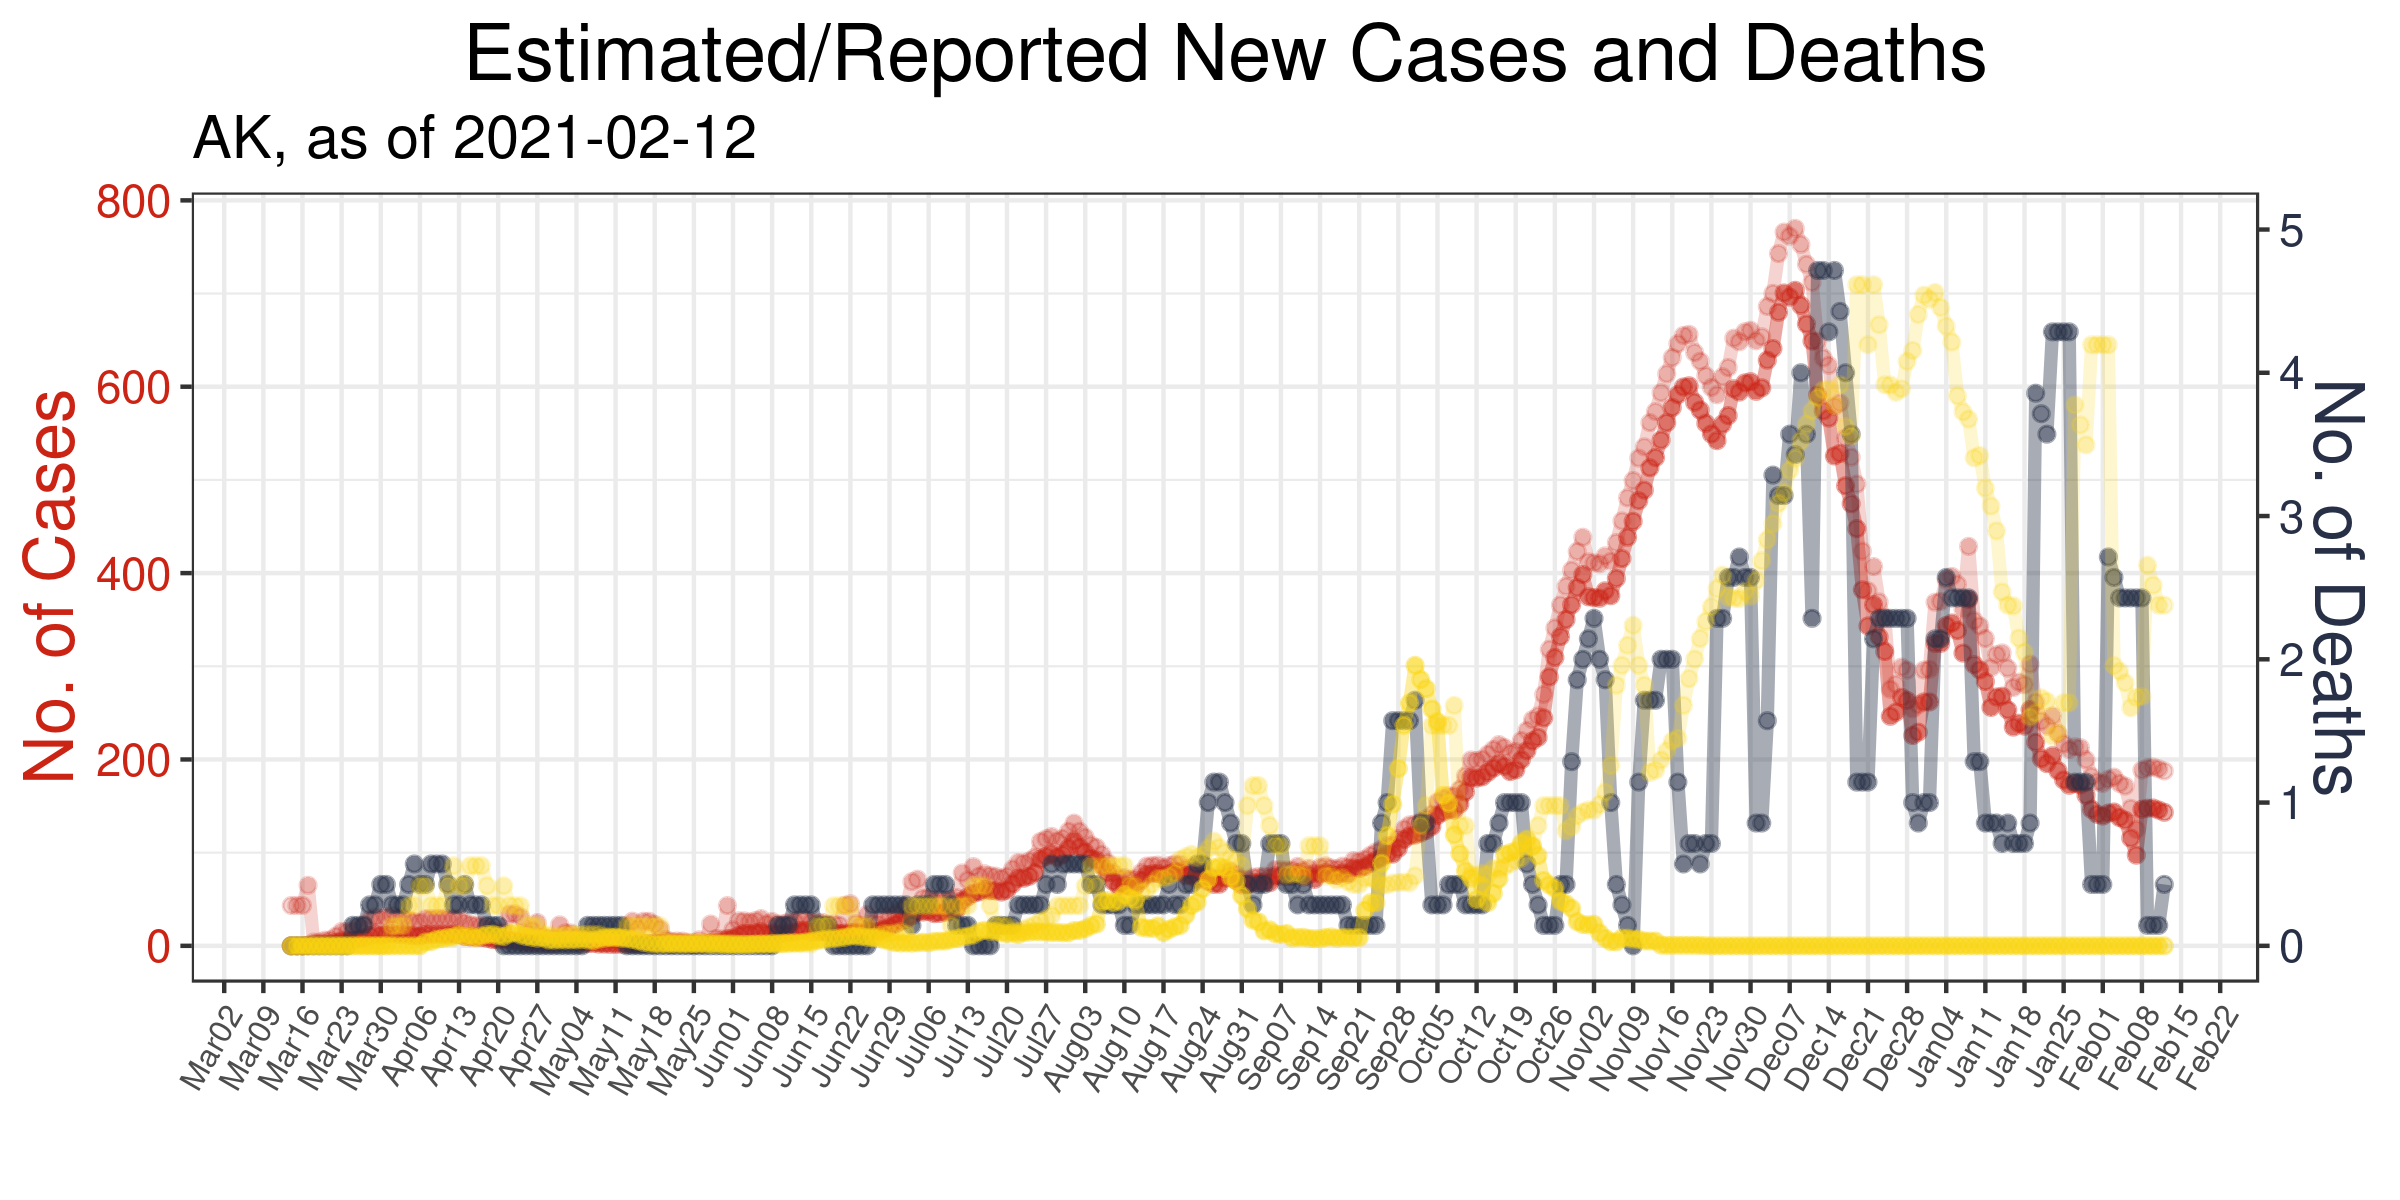 Estimated/Reported New Cases and Deaths
AK, as of 2021-02-12
No. of Cases
800
600
400
200
0
5
4
3
2
1
0
No. of Deaths
Mar02
Mar09
Mar16
Mar23
Mar30
Apr06
Apr13
Apr20
Apr27
May04
May11
May18
May25
Jun01
Jun08
Jun15
Jun22
Jun29
Jul06
Jul13
Jul20
Jul27
Aug03
Aug10
Aug17
Aug24
Aug31
Sep07
Sep14
Sep21
Sep28
Oct05
Oct12
Oct19
Oct26
Nov02
Nov09
Nov16
Nov23
Nov30
Dec07
Dec14
Dec21
Dec28
Jan04
Jan11
Jan18
Jan25
Feb01
Feb08
Feb15
Feb22